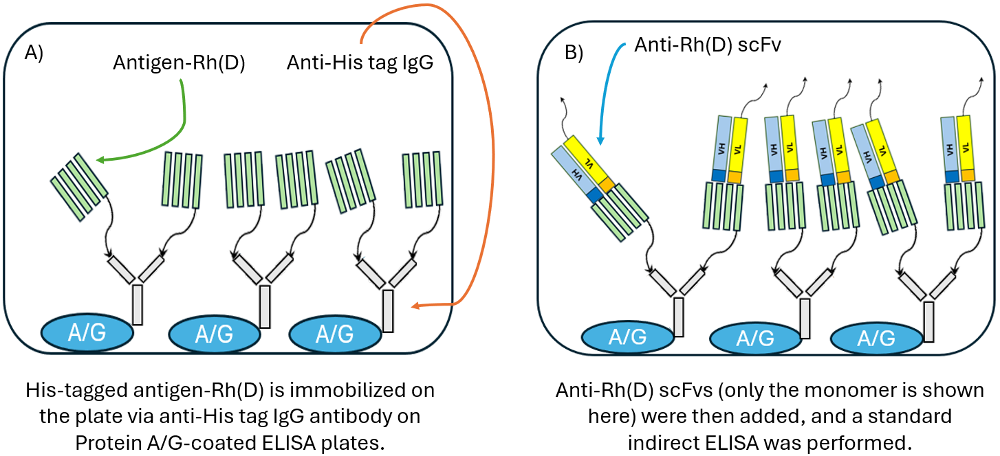 A)
Antigen-Rh(D)
Anti-His tag IgG
A/G
A/G
A/G
His-tagged antigen-Rh(D) is immobilized on
the plate via anti-His tag IgG antibody on
Protein A/G-coated ELISA plates.
B)
Anti-Rh(D) scFv
VH
VL
VH
VL
VH
VL
VH
VL
VH
VL
VH
VL
A/G
A/G
A/G
Anti-Rh(D) scFvs (only the monomer is shown
here) were then added, and a standard
indirect ELISA was performed.